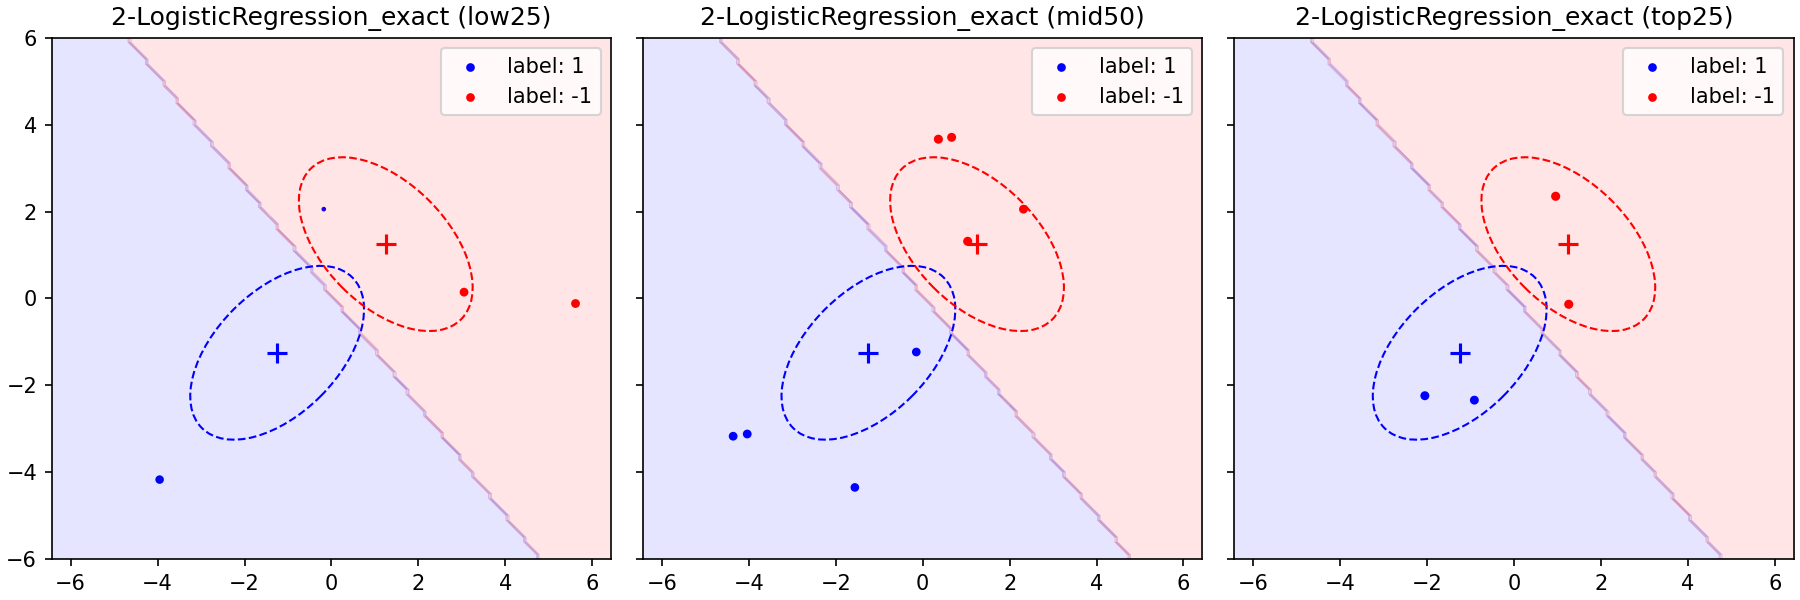 2-LogisticRegression_exact (low25)
2-LogisticRegression_exact (mid50)
2-LogisticRegression_exact (top25)
label: 1
label: -1
label: 1
label: -1
label: 1
label: -1
6
4
2
0
−2
−4
−6
−6 −4 −2 0 2 4 6
−6 −4 −2 0 2 4 6
−6 −4 −2 0 2 4 6